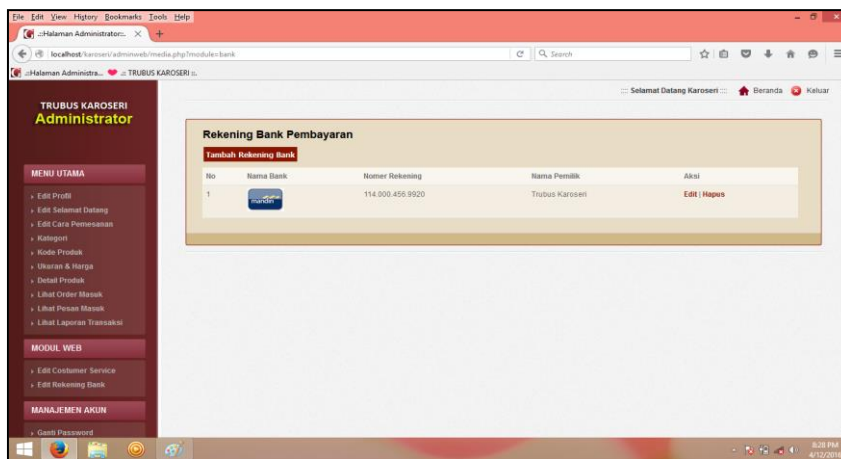 File Edit View History Bookmarks Tools Help
.::Halaman Administrator::.
localhost/karoseri/adminweb/media.php?module=bank
Search
.::Halaman Administra... .:: TRUBUS KAROSERI ::.
:::: Selamat Datang Karoseri :::: Beranda Keluar
TRUBUS KAROSERI
Administrator
MENU UTAMA
Edit Profil
Edit Selamat Datang
Edit Cara Pemesanan
Kategori
Kode Produk
Ukuran & Harga
Detail Produk
Lihat Order Masuk
Lihat Pesan Masuk
Lihat Laporan Transaksi
MODUL WEB
Edit Costumer Service
Edit Rekening Bank
MANAJEMEN AKUN
Ganti Password
Rekening Bank Pembayaran
Tambah Rekening Bank
No Nama Bank Nomer Rekening Nama Pemilik Aksi
1 mandiri 114.000.455.9920 Trubus Karoseri Edit | Hapus
8:28 PM
4/12/2016